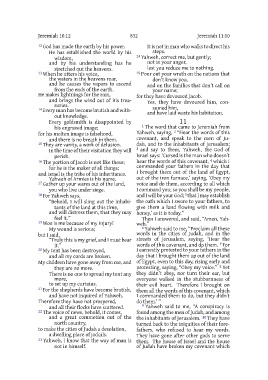 Jeremiah 10:12 832 Jeremiah 11:10
12 God has made the earth by his power.
He has established the world by his
wisdom,
and by his understanding has he
stretched out the heavens.
13 When he utters his voice,
the waters in the heavens roar,
and he causes the vapors to ascend
from the ends of the earth.
He makes lightnings for the rain,
and brings the wind out of his trea-
suries.
14 Every man has become brutish and with-
out knowledge.
Every goldsmith is disappointed by
his engraved image;
for his molten image is falsehood,
and there is no breath in them.
15 They are vanity, a work of delusion.
In the time of their visitation they will
perish.
16 The portion of Jacob is not like these;
for he is the maker of all things;
and Israel is the tribe of his inheritance.
Yahweh of Armies is his name.
17 Gather up your wares out of the land,
you who live under siege.
18 For Yahweh says,
"Behold, I will sling out the inhabi-
tants of the land at this time,
and will distress them, that they may
feel it."
19 Woe is me because of my injury!
My wound is serious;
but I said,
"Truly this is my grief, and I must bear
it."
20 My tent has been destroyed,
and all my cords are broken.
My children have gone away from me, and
they are no more.
There is no one to spread my tent any
more,
to set up my curtains.
21 For the shepherds have become brutish,
and have not inquired of Yahweh.
Therefore they have not prospered,
and all their flocks are scattered.
22 The voice of news, behold, it comes,
and a great commotion out of the
north country,
to make the cities of Judah a desolation,
a dwelling place of jackals.
23 Yahweh, I know that the way of man is
not in himself.
It is not in man who walks to direct his
steps.
24 Yahweh, correct me, but gently;
not in your anger,
lest you reduce me to nothing.
25 Pour out your wrath on the nations that
don't know you,
and on the families that don't call on
your name;
for they have devoured Jacob.
Yes, they have devoured him, con-
sumed him,
and have laid waste his habitation.
11
1 The word that came to Jeremiah from
Yahweh, saying, 2 "Hear the words of this
covenant, and speak to the men of Ju-
dah, and to the inhabitants of Jerusalem;
3 and say to them, Yahweh, the God of
Israel says: 'Cursed is the man who doesn't
hear the words of this covenant, 4 which I
commanded your fathers in the day that
I brought them out of the land of Egypt,
out of the iron furnace,' saying, 'Obey my
voice and do them, according to all which
I command you; so you shall be my people,
and I will be your God; 5 that I may establish
the oath which I swore to your fathers, to
give them a land flowing with milk and
honey,' as it is today."
Then I answered, and said, "Amen, Yah-
weh."
6 Yahweh said to me, "Proclaim all these
words in the cities of Judah, and in the
streets of Jerusalem, saying, 'Hear the
words of this covenant, and do them. 7 For
I earnestly protested to your fathers in the
day that I brought them up out of the land
of Egypt, even to this day, rising early and
protesting, saying, "Obey my voice." 8 Yet
they didn't obey, nor turn their ear, but
everyone walked in the stubbornness of
their evil heart. Therefore I brought on
them all the words of this covenant, which
I commanded them to do, but they didn't
do them.'"
9 Yahweh said to me, "A conspiracy is
found among the men of Judah, and among
the inhabitants of Jerusalem. 10 They have
turned back to the iniquities of their fore-
fathers, who refused to hear my words.
They have gone after other gods to serve
them. The house of Israel and the house
of Judah have broken my covenant which